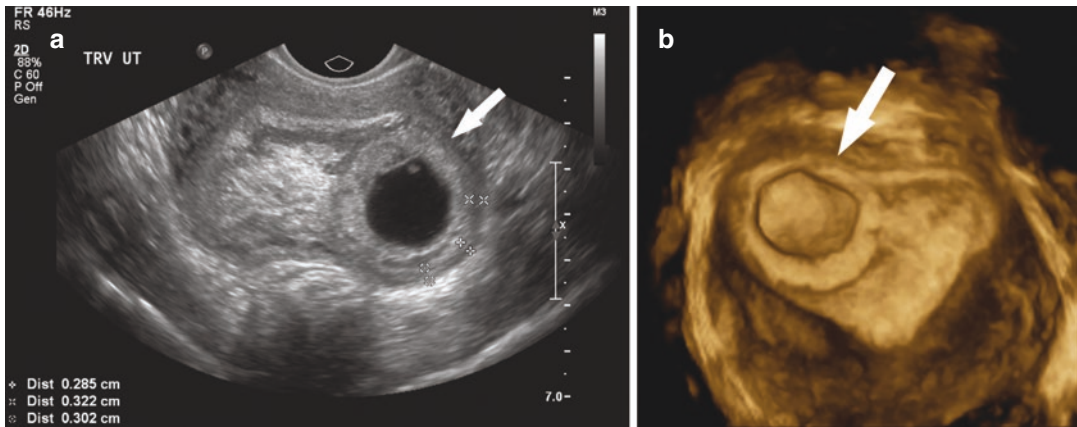 FR 46Hz
RS
2D
88%
C 60
P Off
Gen
a
TRV UT
P
M3
X
7.0
Dist 0.285 cm
Dist 0.322 cm
Dist 0.302 cm
b